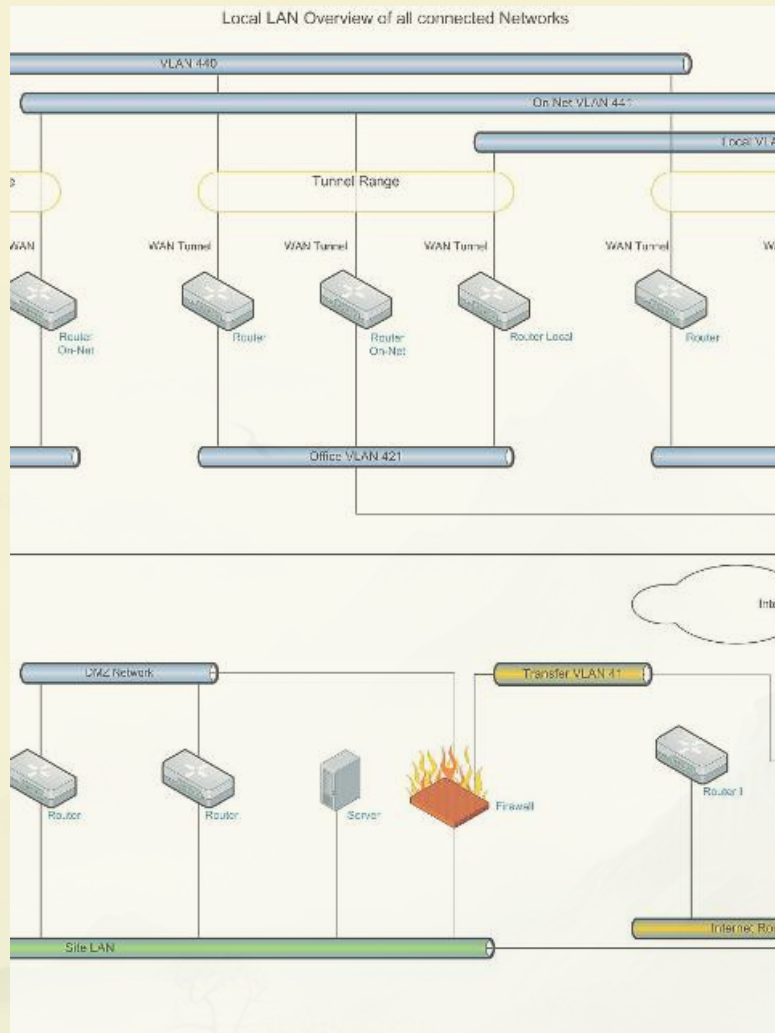 Local LAN Overview of all connected Networks
VLAN 440
On Net VLAN 441
Local
Tunnel Range
WAN
WAN Tunnel
WAN Tunnel
WAN Tunnel
WAN Tunnel
Router
On-Net
Router
Router
On-Net
Router Local
Router
Office VLAN 421
DMZ Network
Transfer VLAN 41
Router
Router
Server
Firewall
Router I
Site LAN
Internet